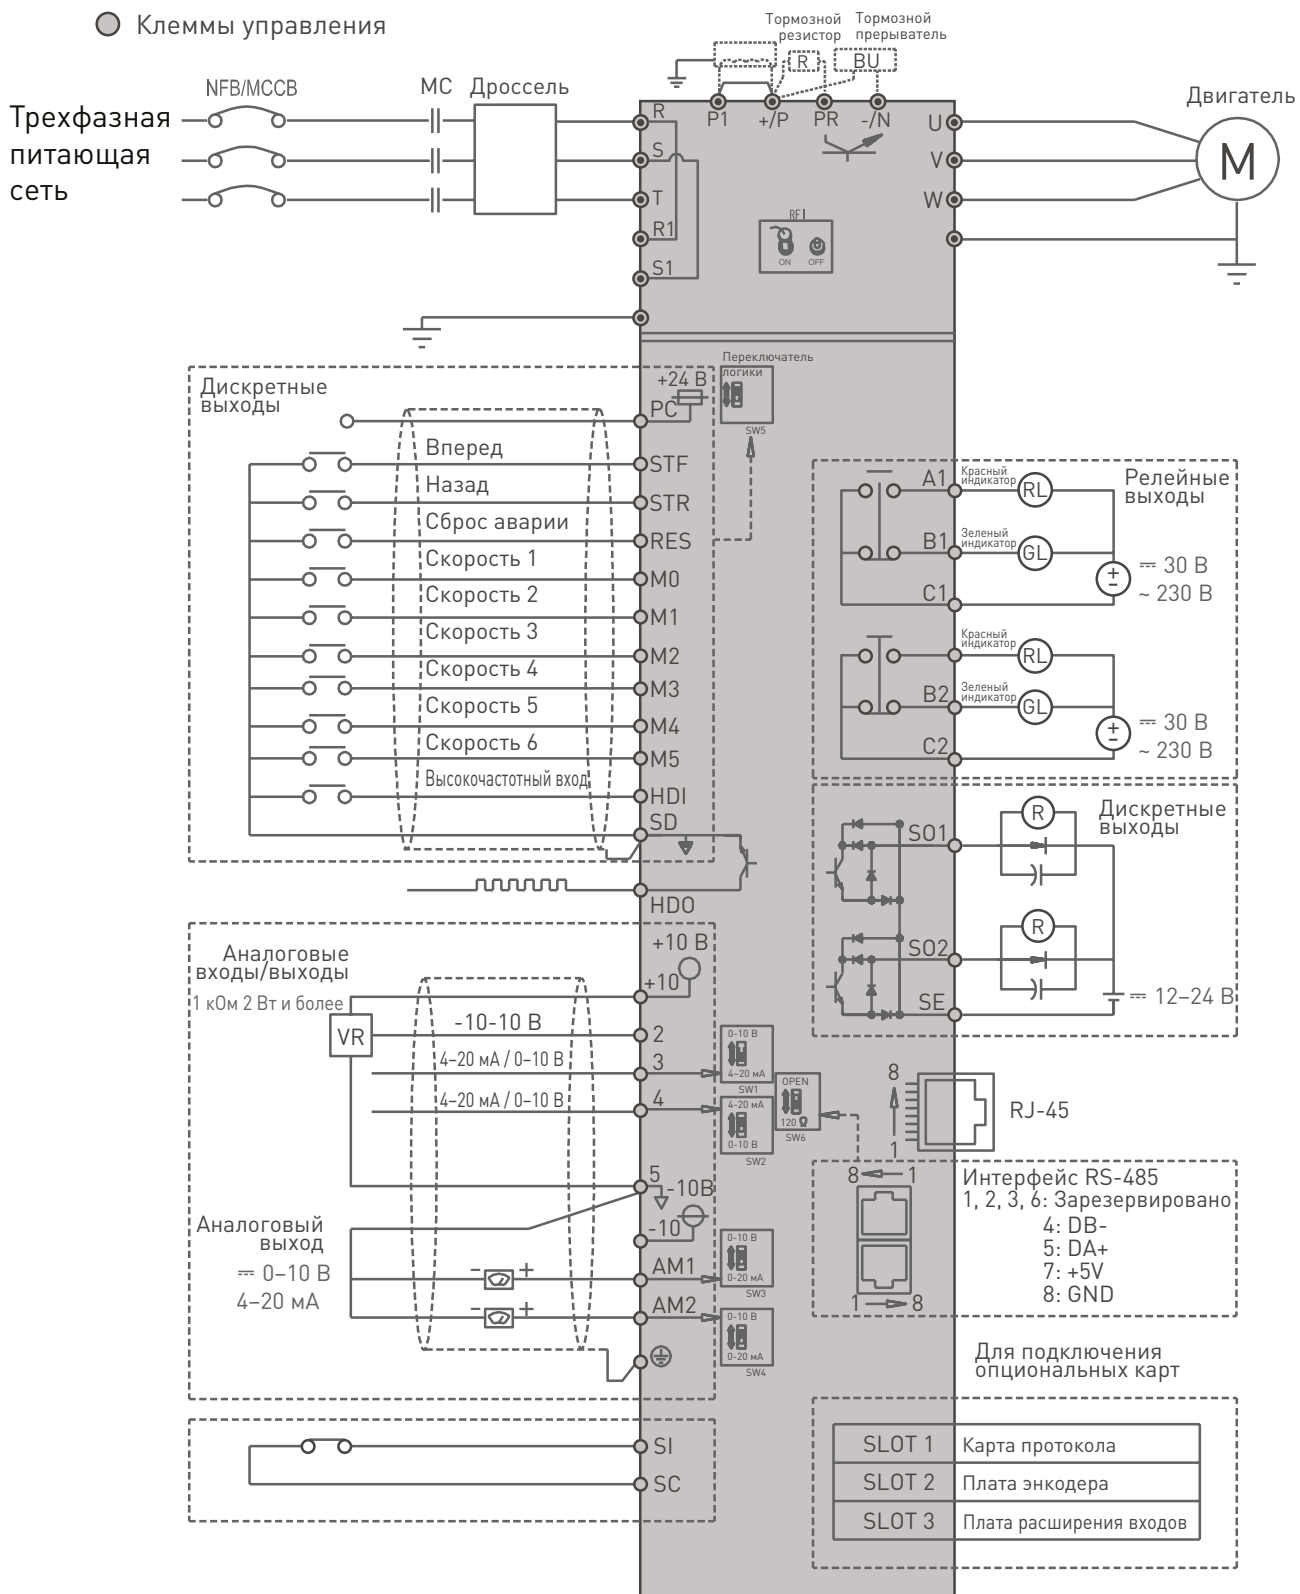 Клеммы управления
Тормозной
резистор
Тормозной
прерыватель
R
BU
NFB/MCCB
MC
Дроссель
Двигатель
Трехфазная
питающая
сеть
P1
+/P
PR
-/N
R
S
T
R1
S1
U
V
W
M
RFI
ON
OFF
Дискретные
выходы
+24 В
PC
Переключатель
логики
SW5
Вперед
STF
Назад
STR
Сброс аварии
RES
Скорость 1
M0
Скорость 2
M1
Скорость 3
M2
Скорость 4
M3
Скорость 5
M4
Скорость 6
M5
Высокочастотный вход
HDI
SD
HDO
A1
Красный
индикатор
RL
Релейные
выходы
B1
Зеленый
индикатор
GL
+
-
⎓ 30 В
~ 230 В
C1
Красный
индикатор
RL
B2
Зеленый
индикатор
GL
+
-
⎓ 30 В
~ 230 В
C2
Дискретные
выходы
R
SO1
R
SO2
SE
⎓ 12–24 В
Аналоговые
входы/выходы
1 кОм 2 Вт и более
VR
+10 В
+10
-10-10 В
2
4–20 мА / 0–10 В
3
4–20 мА / 0–10 В
4
5
-10В
-10
0-10 В
4~20 мА
SW1
4-20 мА
0-10 В
SW2
OPEN
120 Ω
SW6
Аналоговый
выход
⎓ 0–10 В
4–20 мА
- +
AM1
- +
AM2
0-10 В
0-20 мА
SW3
0-10 В
0-20 мА
SW4
8
1
RJ-45
8 1
1 8
Интерфейс RS-485
1, 2, 3, 6: Зарезервировано
4: DB-
5: DA+
7: +5V
8: GND
Для подключения
опциональных карт
SI
SC
SLOT 1 Карта протокола
SLOT 2 Плата энкодера
SLOT 3 Плата расширения входов